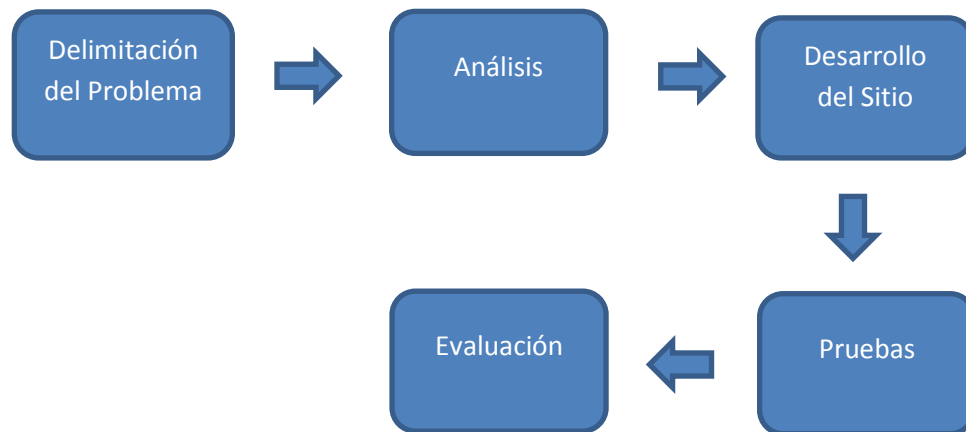 Delimitación
del Problema
Análisis
Desarrollo
del Sitio
Pruebas
Evaluación